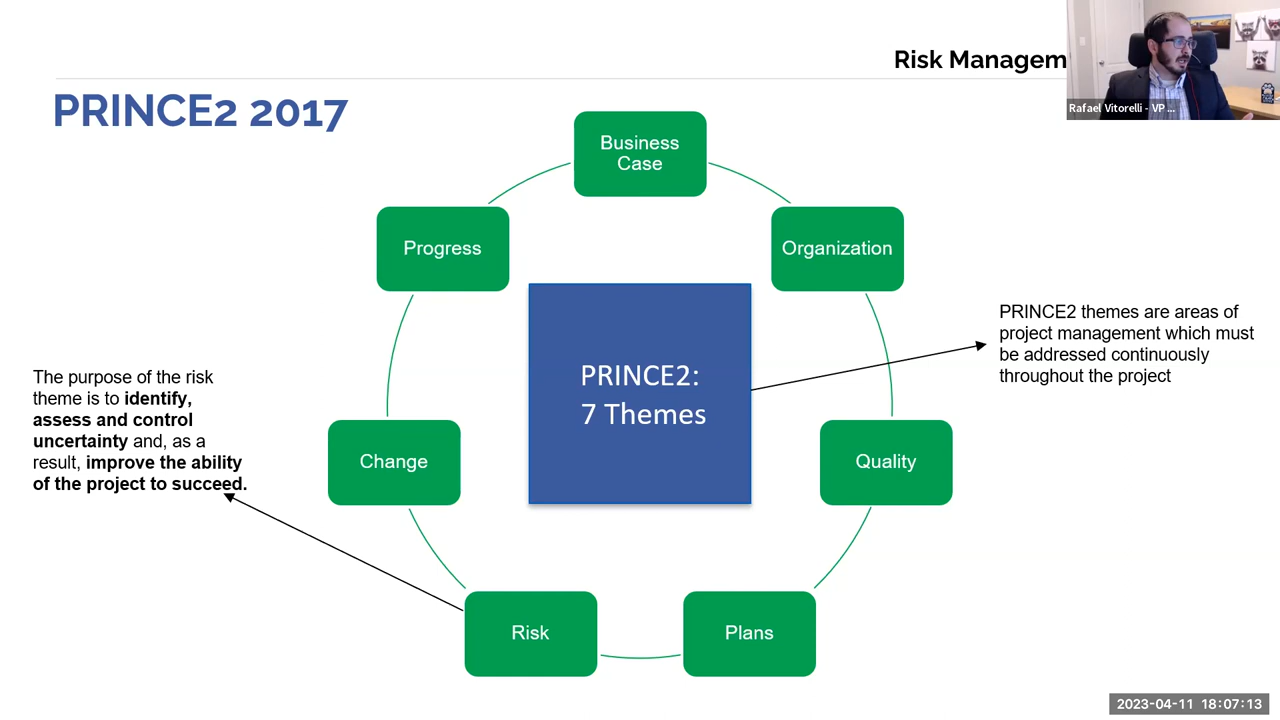 Risk Managem
Rafael Vitorelli - VP ...
PRINCE2 2017
Business
Case
Progress
Organization
PRINCE2 themes are areas of
project management which must
be addressed continuously
throughout the project
PRINCE2:
7 Themes
The purpose of the risk
theme is to identify,
assess and control
uncertainty and, as a
result, improve the ability
of the project to succeed.
Change
Quality
Risk
Plans
2023-04-11 18:07:13